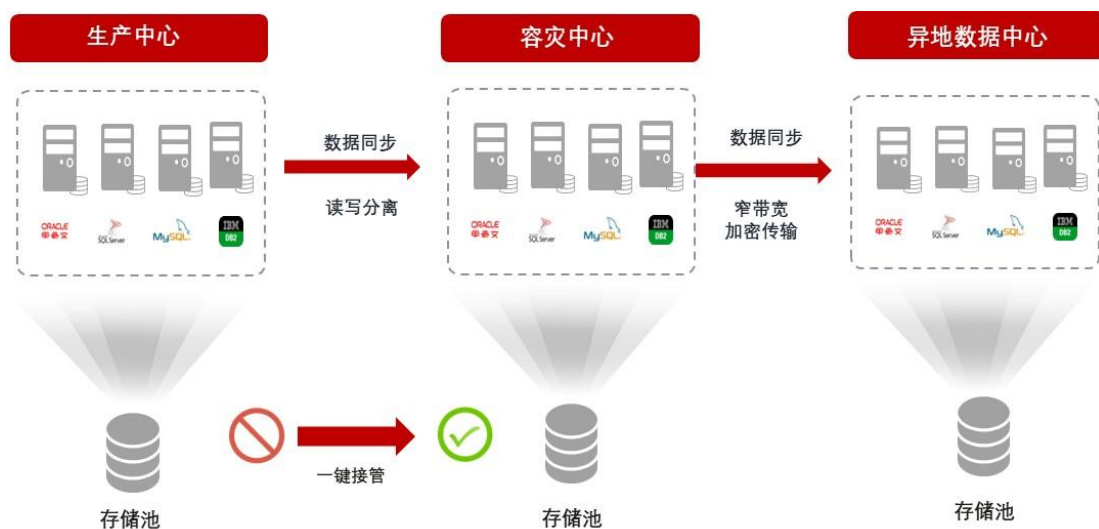 生产中心
容灾中心
异地数据中心
数据同步
读写分离
数据同步
窄带宽
加密传输
ORACLE
甲骨文
SQL Server
MySQL
IBM
DB2
ORACLE
甲骨文
SQL Server
MySQL
IBM
DB2
ORACLE
甲骨文
SQL Server
MySQL
IBM
DB2
一键接管
存储池
存储池
存储池